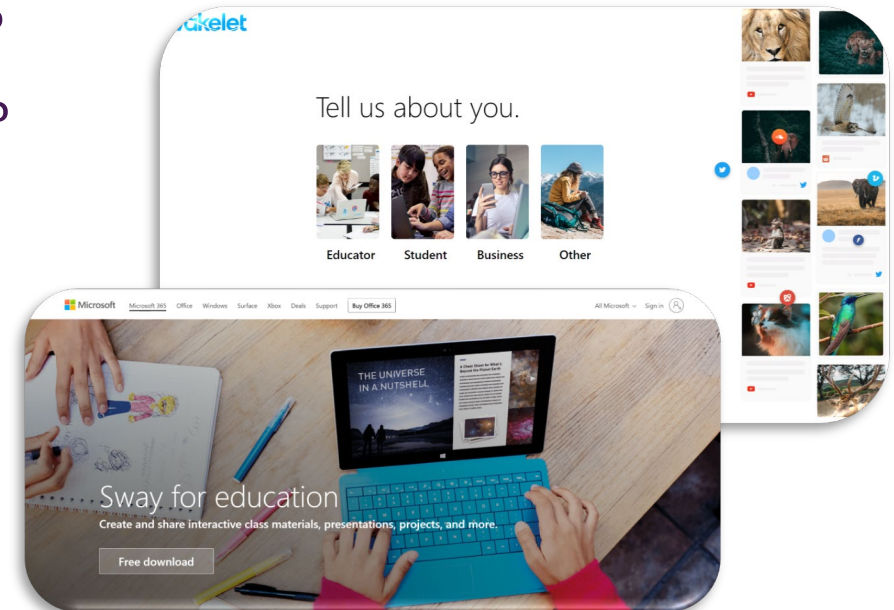 Tell us about you.
Educator Student Business Other
Microsoft Microsoft 365 Office Windows Surface Xbox Deals Support Buy Office 365 All Microsoft Sign in
THE UNIVERSE
IN A NUTSHELL
Sway for education
Create and share interactive class materials, presentations, projects, and more.
Free download